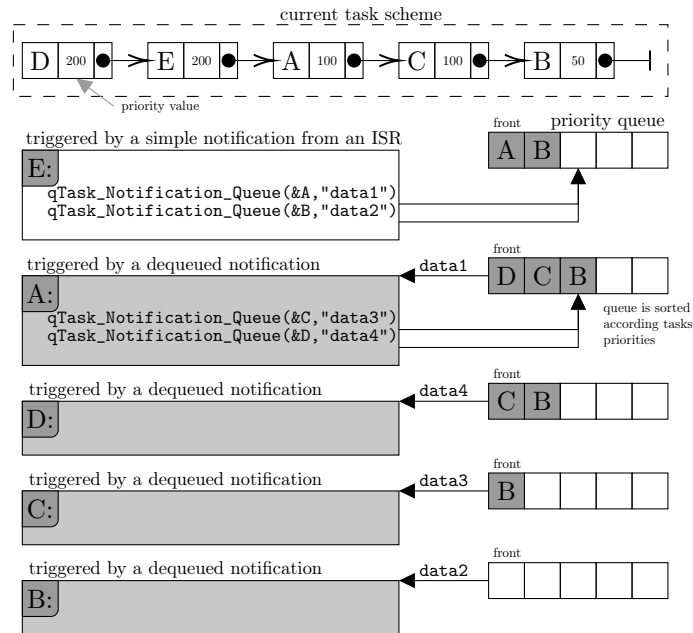 current task scheme
D 200 E 200 A 100 C 100 B 50
priority value
triggered by a simple notification from an ISR
front priority queue
E:
A B
qTask_Notification_Queue(&A,"data1")
qTask_Notification_Queue(&B,"data2")
triggered by a dequeued notification
data1
front
D C B
A:
qTask_Notification_Queue(&C,"data3")
qTask_Notification_Queue(&D,"data4")
queue is sorted
according tasks
priorities
triggered by a dequeued notification
data4
front
C B
D:
triggered by a dequeued notification
data3
front
B
C:
triggered by a dequeued notification
data2
front
B: